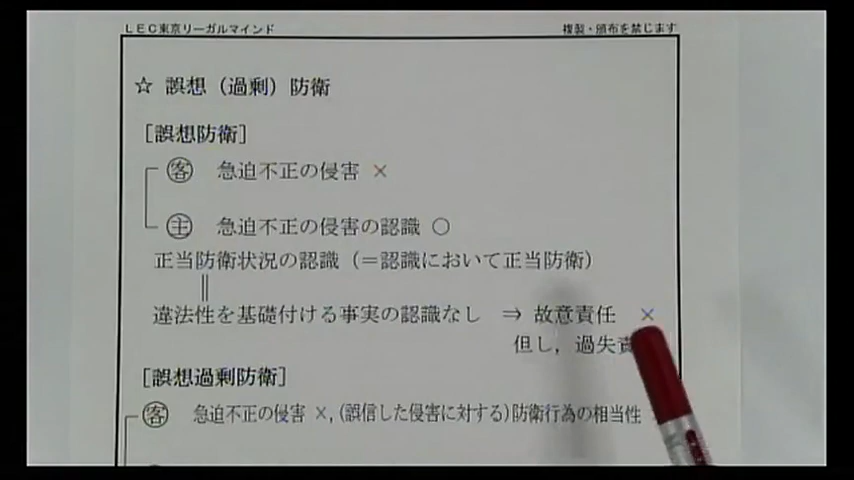 LEC東京リーガルマインド 複製・頒布を禁じます
☆ 誤想（過剰）防衛
［誤想防衛］
客 急迫不正の侵害 ×
主 急迫不正の侵害の認識 ○
正当防衛状況の認識（＝認識において正当防衛）
||
違法性を基礎付ける事実の認識なし ⇒ 故意責任 ×
但し，過失責
［誤想過剰防衛］
客 急迫不正の侵害 ×，（誤信した侵害に対する）防衛行為の相当性